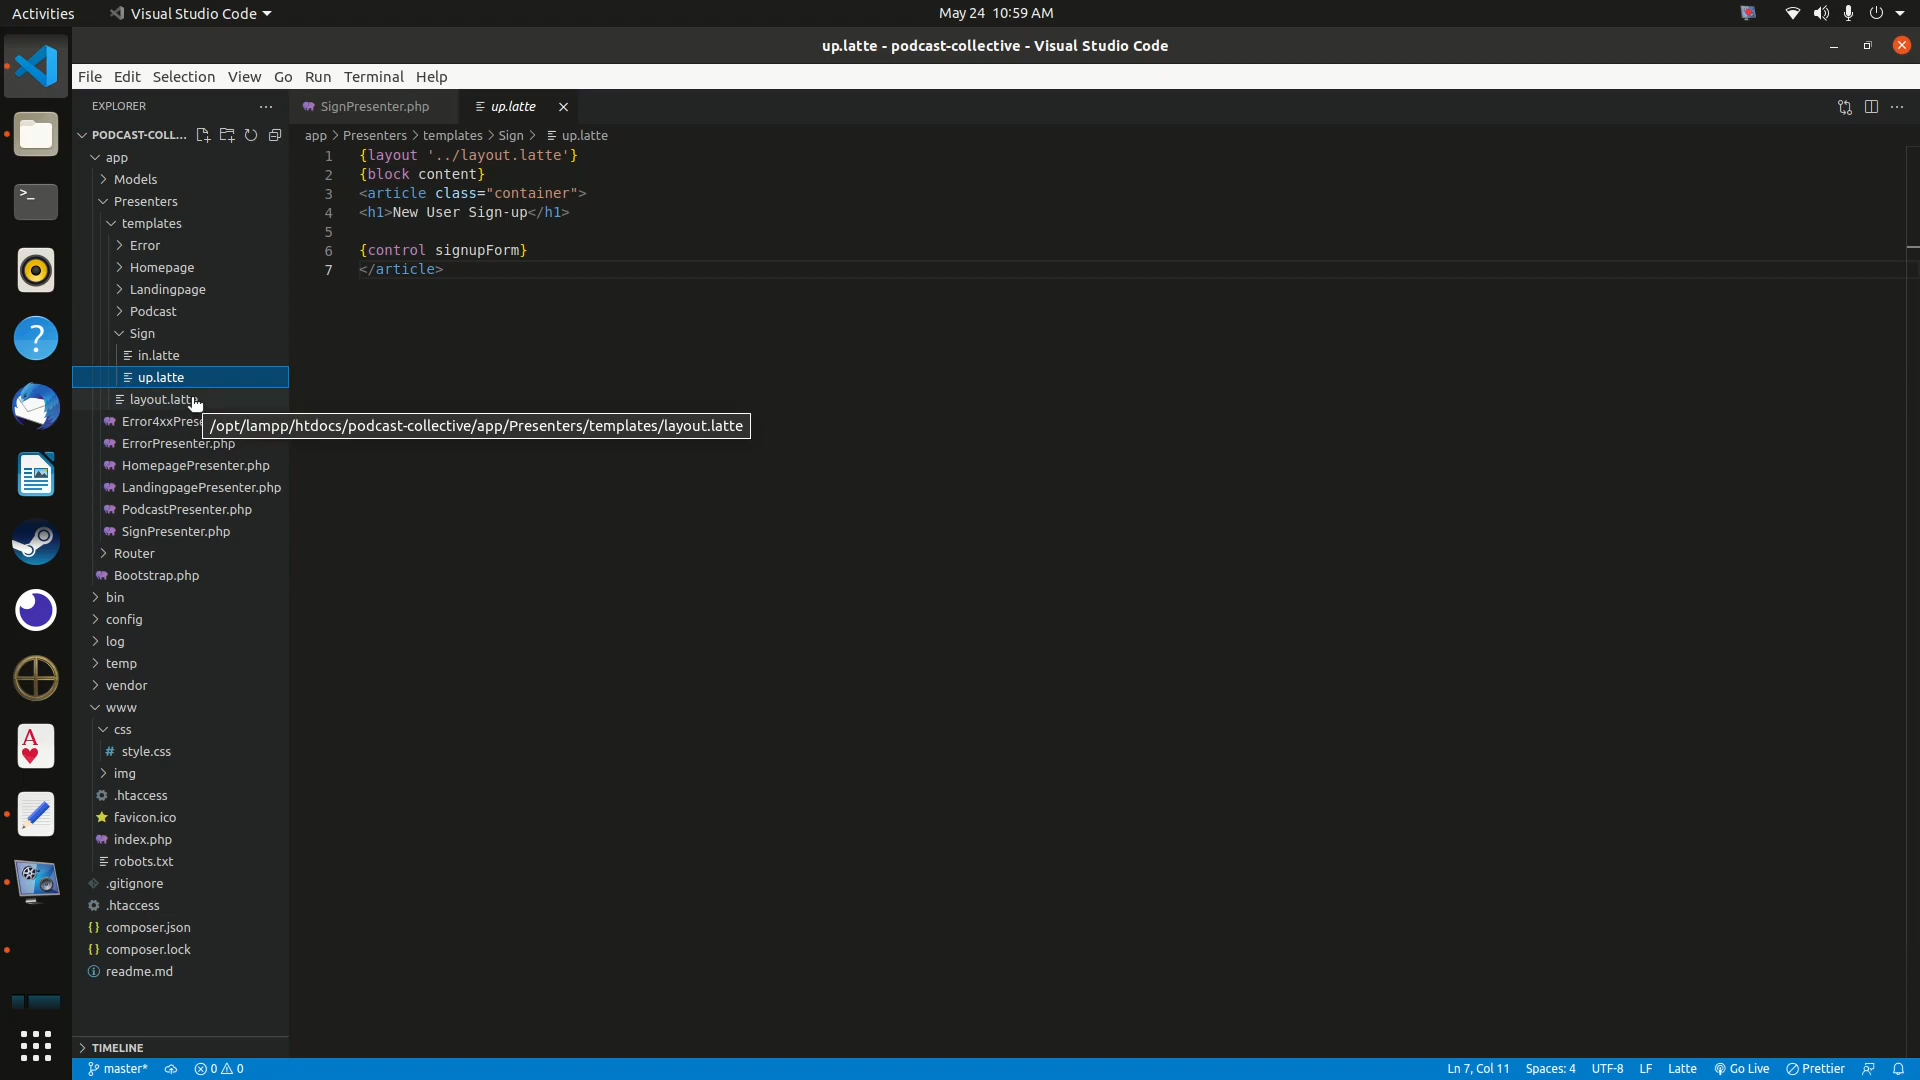 Activities
Visual Studio Code
May 24 10:59 AM
up.latte - podcast-collective - Visual Studio Code
File Edit Selection View Go Run Terminal Help
EXPLORER
SignPresenter.php
up.latte
PODCAST-COLL...
app > Presenters > templates > Sign > up.latte
app
Models
Presenters
templates
Error
Homepage
Landingpage
Podcast
Sign
in.latte
up.latte
layout.latte
Error4xxPrese
ErrorPresenter.php
HomepagePresenter.php
LandingpagePresenter.php
PodcastPresenter.php
SignPresenter.php
Router
Bootstrap.php
bin
config
log
temp
vendor
www
css
# style.css
img
.htaccess
favicon.ico
index.php
robots.txt
.gitignore
.htaccess
{} composer.json
{} composer.lock
readme.md
TIMELINE
1 {layout '../layout.latte'}
2 {block content}
3 <article class="container">
4 <h1>New User Sign-up</h1>
5
6 {control signupForm}
7 </article>
/opt/lampp/htdocs/podcast-collective/app/Presenters/templates/layout.latte
master* 0 0
Ln 7, Col 11 Spaces: 4 UTF-8 LF Latte Go Live Prettier